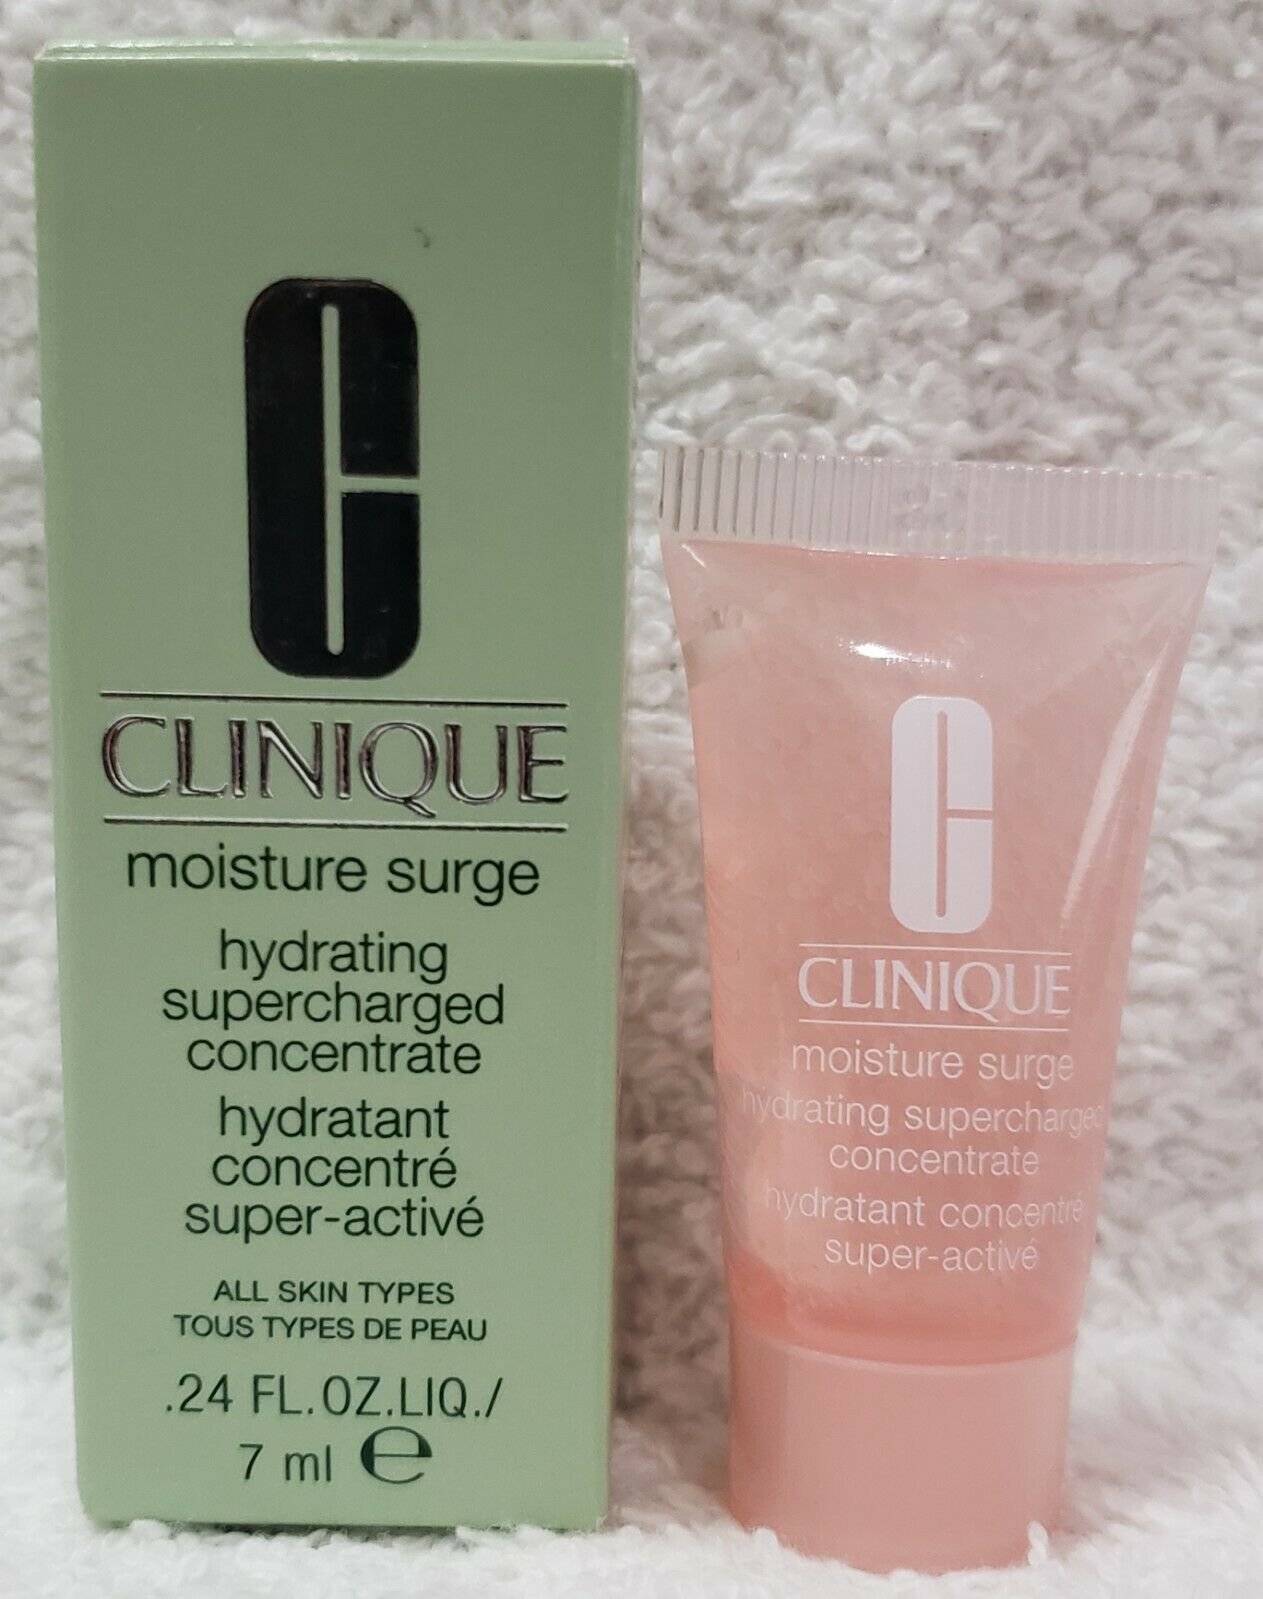 C
CLINIQUE
moisture surge
hydrating
supercharged
concentrate
hydratant
concentré
super-activé
ALL SKIN TYPES
TOUS TYPES DE PEAU
.24 FL.OZ.LIQ./
7 ml ℮
C
CLINIQUE
moisture surge
hydrating supercharged
concentrate
hydratant concentré
super-activé